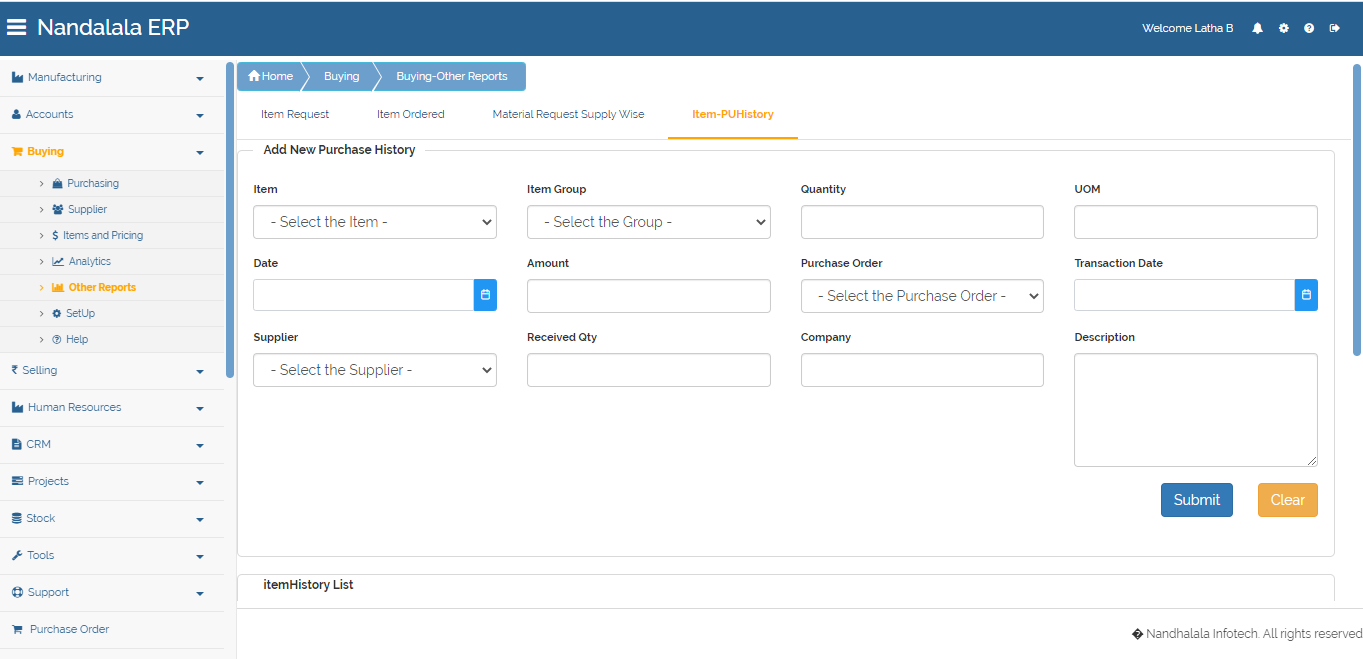 Nandalala ERP
Welcome Latha B
Manufacturing
Accounts
Buying
Purchasing
Supplier
$ Items and Pricing
Analytics
Other Reports
SetUp
Help
₹ Selling
Human Resources
CRM
Projects
Stock
Tools
Support
Purchase Order
Home Buying Buying-Other Reports
Item Request Item Ordered Material Request Supply Wise Item-PUHistory
Add New Purchase History
Item Item Group Quantity UOM
- Select the Item - - Select the Group -
Date Amount Purchase Order Transaction Date
- Select the Purchase Order -
Supplier Received Qty Company Description
- Select the Supplier -
Submit Clear
itemHistory List
� Nandhalala Infotech. All rights reserved